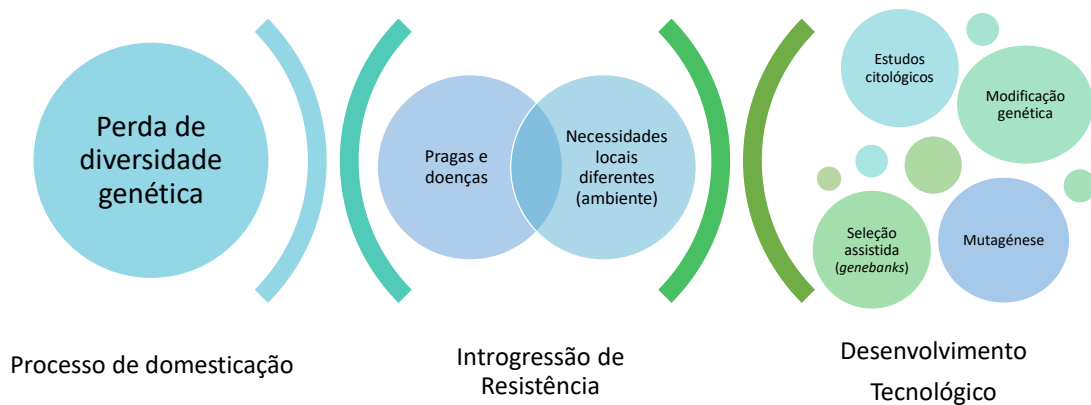 Perda de
diversidade
genética
Processo de domesticação
Pragas e
doenças
Necessidades
locais
diferentes
(ambiente)
Introgressão de
Resistência
Estudos
citológicos
Modificação
genética
Seleção
assistida
(genebanks)
Mutagénese
Desenvolvimento
Tecnológico